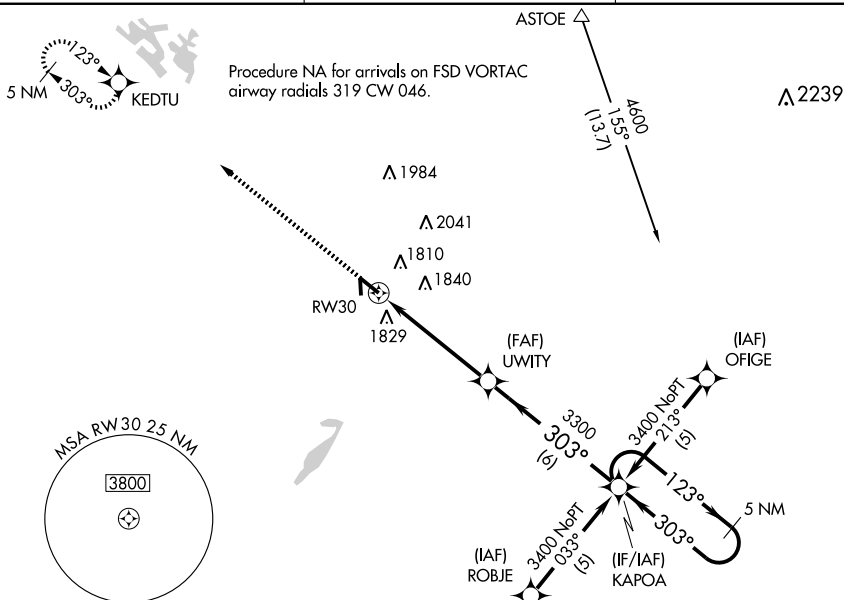 ASTOE
123°
303°
5 NM
KEDTU
Procedure NA for arrivals on FSD VORTAC
airway radials 319 CW 046.
4600
155°
(13.7)
2239
1984
2041
1810
1840
RW30
1829
(FAF)
UWITY
(IAF)
OFIGE
3300
303°
(6)
3400 NoPT
213°
(5)
MSA RW30 25 NM
3800
123°
303°
5 NM
3400 NoPT
033°
(5)
(IAF)
ROBJE
(IF/IAF)
KAPOA